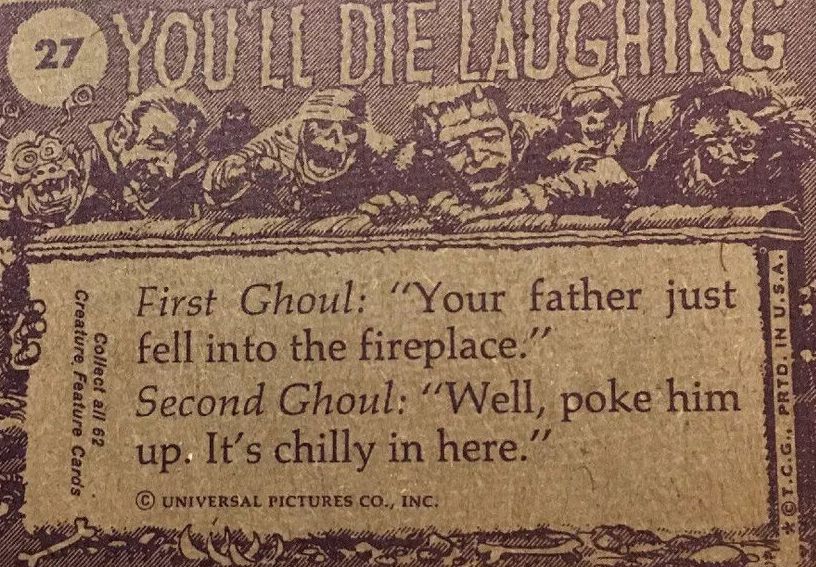 27
YOU'LL DIE LAUGHING
First Ghoul: "Your father just
fell into the fireplace."
Second Ghoul: "Well, poke him
up. It's chilly in here."
© UNIVERSAL PICTURES CO., INC.
Collect all 62
Creature Feature Cards
*© T.C.G., PRTD. IN U.S.A.